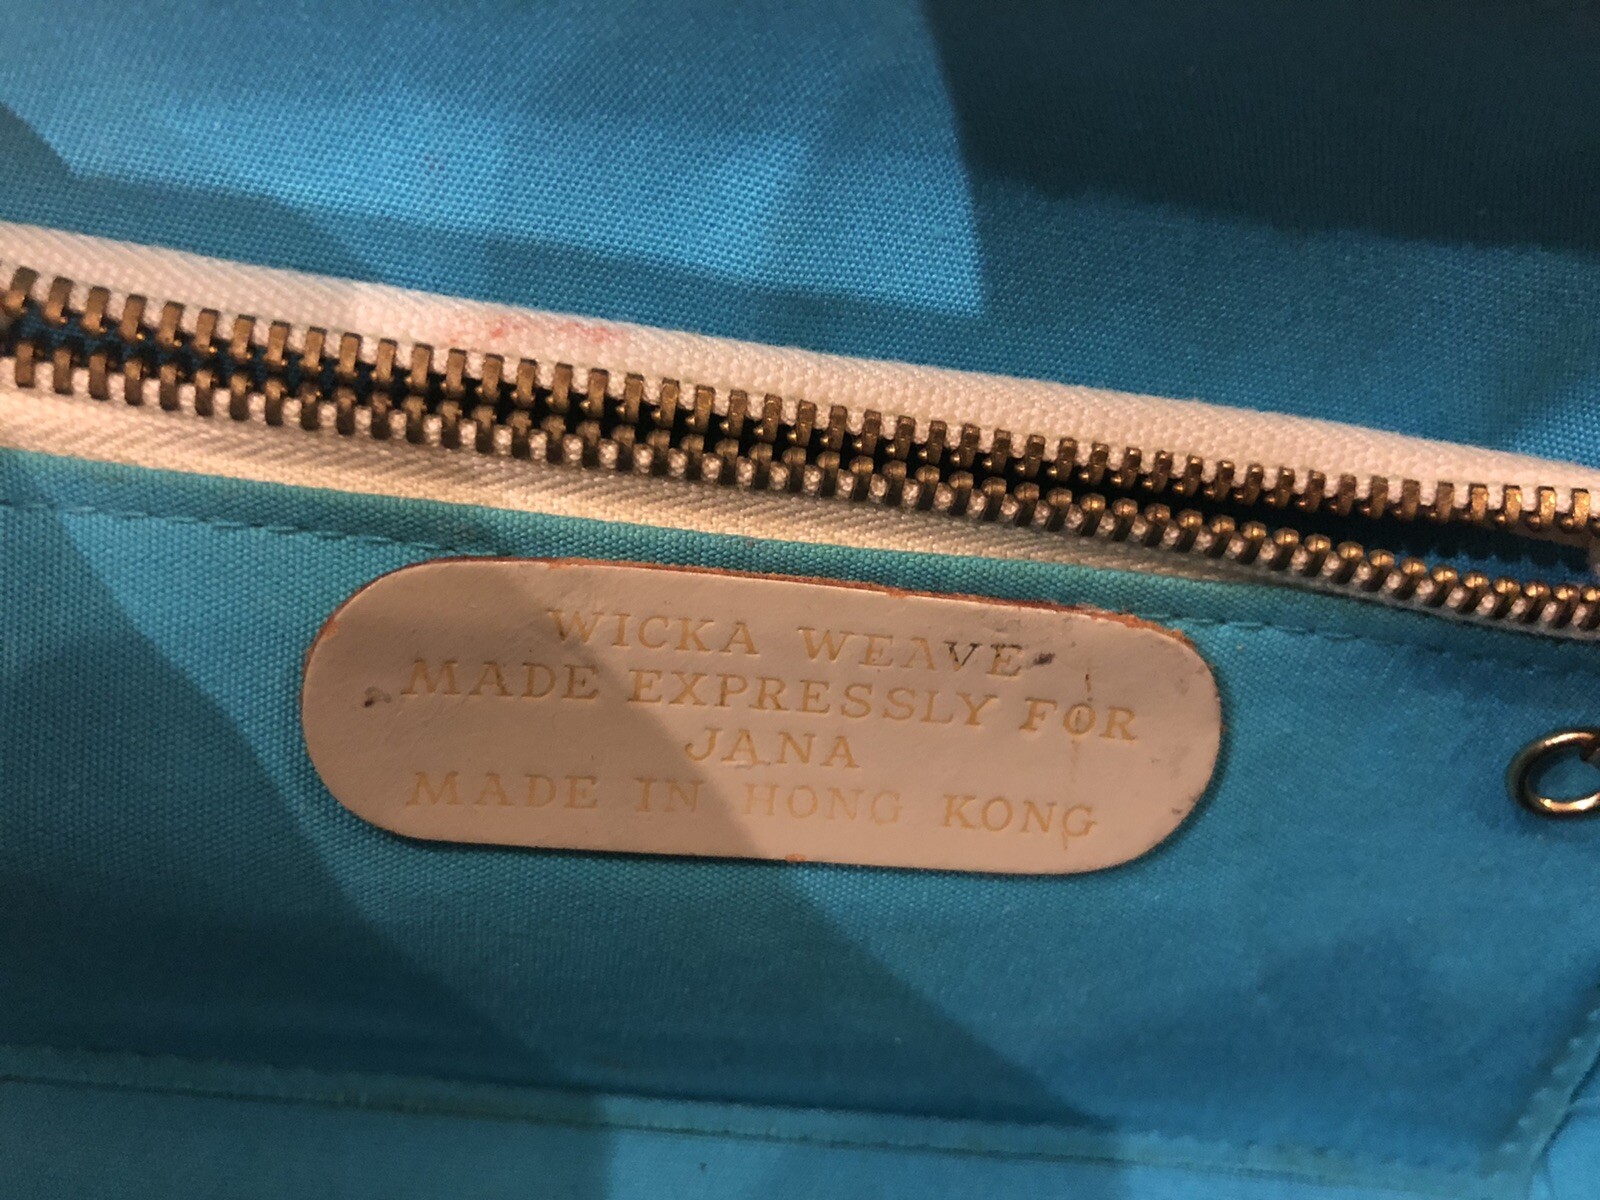 WICKA WEAVE
MADE EXPRESSLY FOR
JANA
MADE IN HONG KONG